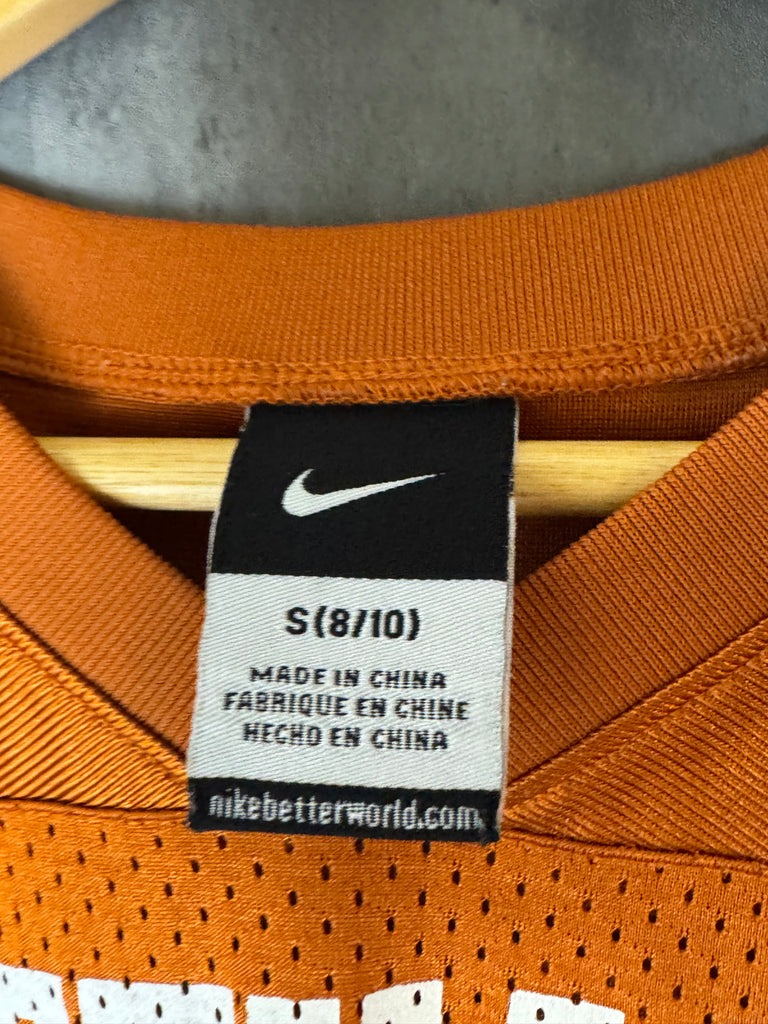 S(8/10)
MADE IN CHINA
FABRIQUE EN CHINE
HECHO EN CHINA
nikebetterworld.com